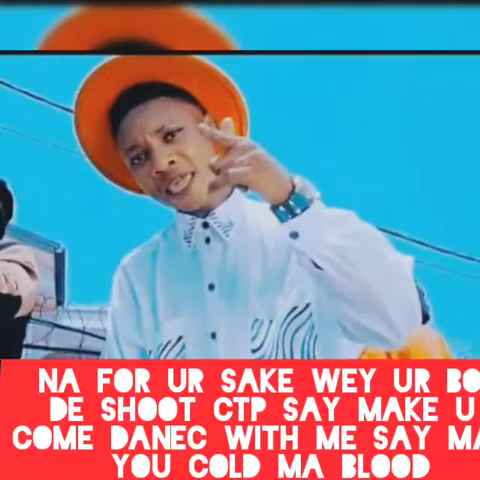 NA FOR UR SAKE WEY UR BO
DE SHOOT CTP SAY MAKE U
COME DANEC WITH ME SAY MA
YOU COLD MA BLOOD